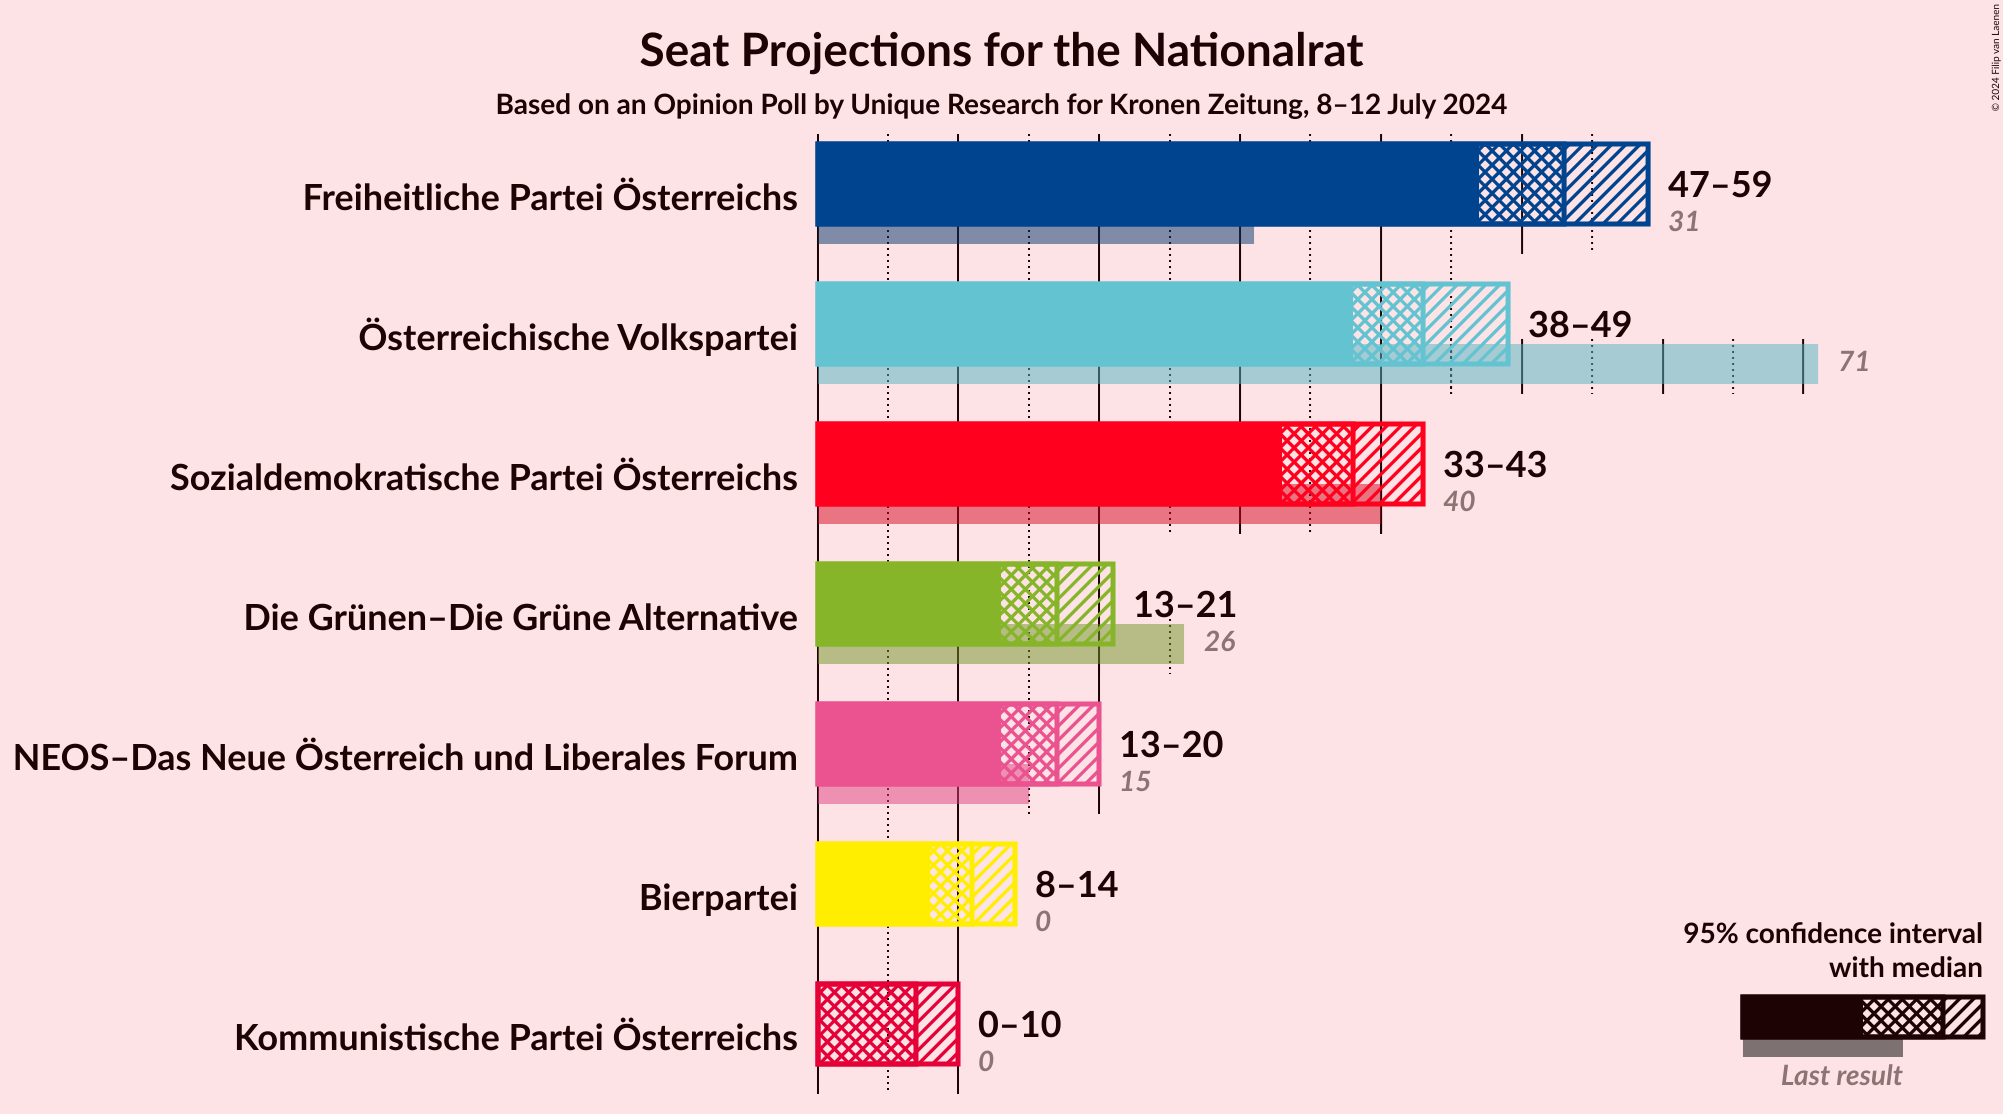 Seat Projections for the Nationalrat
Based on an Opinion Poll by Unique Research for Kronen Zeitung, 8–12 July 2024
© 2024 Filip van Laenen
Freiheitliche Partei Österreichs
47–59
31
Österreichische Volkspartei
38–49
71
Sozialdemokratische Partei Österreichs
33–43
40
Die Grünen–Die Grüne Alternative
13–21
26
NEOS–Das Neue Österreich und Liberales Forum
13–20
15
Bierpartei
8–14
0
Kommunistische Partei Österreichs
0–10
0
95% confidence interval
with median
Last result